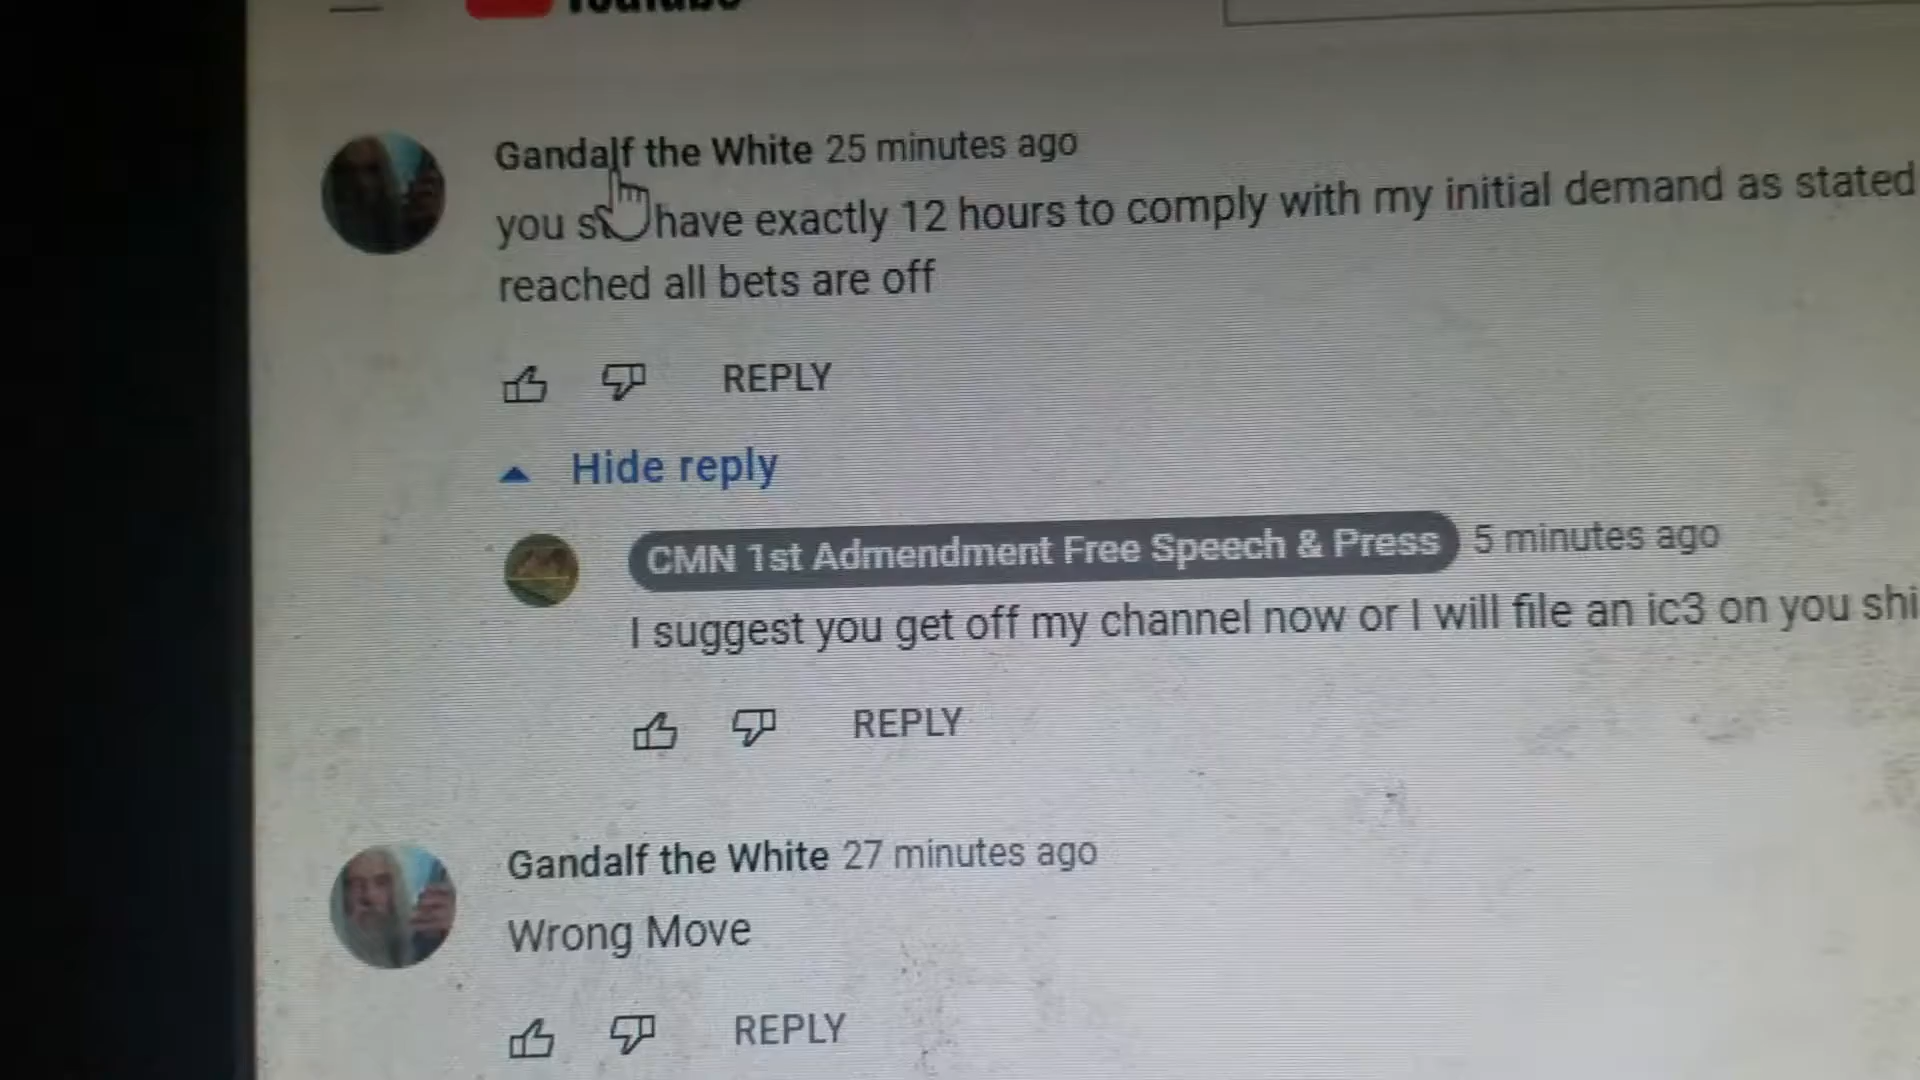 YouTube
Gandalf the White 25 minutes ago
you have exactly 12 hours to comply with my initial demand as stated
reached all bets are off
REPLY
Hide reply
CMN 1st Admendment Free Speech & Press 5 minutes ago
I suggest you get off my channel now or I will file an ic3 on you shi
REPLY
Gandalf the White 27 minutes ago
Wrong Move
REPLY